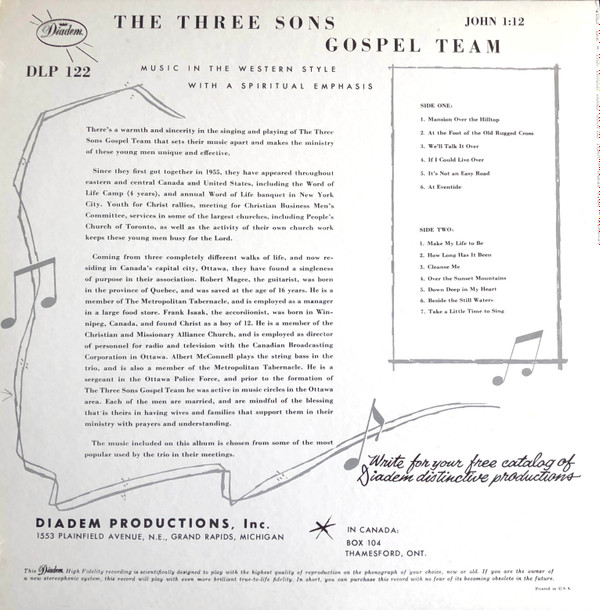 Diadem
DLP 122
THE THREE SONS
GOSPEL TEAM
JOHN 1:12
MUSIC IN THE WESTERN STYLE
WITH A SPIRITUAL EMPHASIS
There's a warmth and sincerity in the singing and playing of The Three
Sons Gospel Team that sets their music apart and makes the ministry
of these young men unique and effective.
Since they first got together in 1955, they have appeared throughout
eastern and central Canada and United States, including the Word of
Life Camp (4 years), and annual Word of Life banquet in New York
City. Youth for Christ rallies, meeting for Christian Business Men's
Committee, services in some of the largest churches, including People's
Church of Toronto, as well as the activity of their own church work
keeps these young men busy for the Lord.
Coming from three completely different walks of life, and now re-
siding in Canada's capital city, Ottawa, they have found a singleness
of purpose in their association. Robert Magee, the guitarist, was born
in the province of Quebec, and was saved at the age of 16 years. He is a
member of The Metropolitan Tabernacle, and is employed as a manager
in a large food store. Frank Isaak, the accordionist, was born in Win-
nipeg, Canada, and found Christ as a boy of 12. He is a member of the
Christian and Missionary Alliance Church, and is employed as director
of personnel for radio and television with the Canadian Broadcasting
Corporation in Ottawa. Albert McConnell plays the string bass in the
trio, and is also a member of the Metropolitan Tabernacle. He is a
sergeant in the Ottawa Police Force, and prior to the formation of
The Three Sons Gospel Team he was active in music circles in the Ottawa
area. Each of the men are married, and are mindful of the blessing
that is theirs in having wives and families that support them in their
ministry with prayers and understanding.
The music included on this album is chosen from some of the most
popular used by the trio in their meetings.
SIDE ONE:
1. Mansion Over the Hilltop
2. At the Foot of the Old Rugged Cross
3. We'll Talk It Over
4. If I Could Live Over
5. It's Not an Easy Road
6. At Eventide
SIDE TWO:
1. Make My Life to Be
2. How Long Has It Been
3. Cleanse Me
4. Over the Sunset Mountains
5. Down Deep in My Heart
6. Beside the Still Waters
7. Take a Little Time to Sing
Write for your free catalog of
Diadem distinctive productions
DIADEM PRODUCTIONS, Inc.
1553 PLAINFIELD AVENUE, N.E., GRAND RAPIDS, MICHIGAN
IN CANADA:
BOX 104
THAMESFORD, ONT.
This Diadem High Fidelity recording is scientifically designed to play with the highest quality of reproduction on the phonograph of your choice, new or old. If you are the owner of
a new stereophonic system, this record will play with even more brilliant true-to-life fidelity. In short, you can purchase this record with no fear of its becoming obsolete in the future.
Printed in U.S.A.